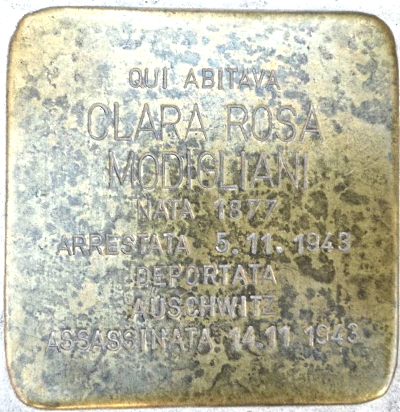 QUI ABITAVA
CLARA ROSA
MODIGLIANI
NATA 1877
ARRESTATA 5.11.1943
DEPORTATA
AUSCHWITZ
ASSASSINATA 14.11 1943